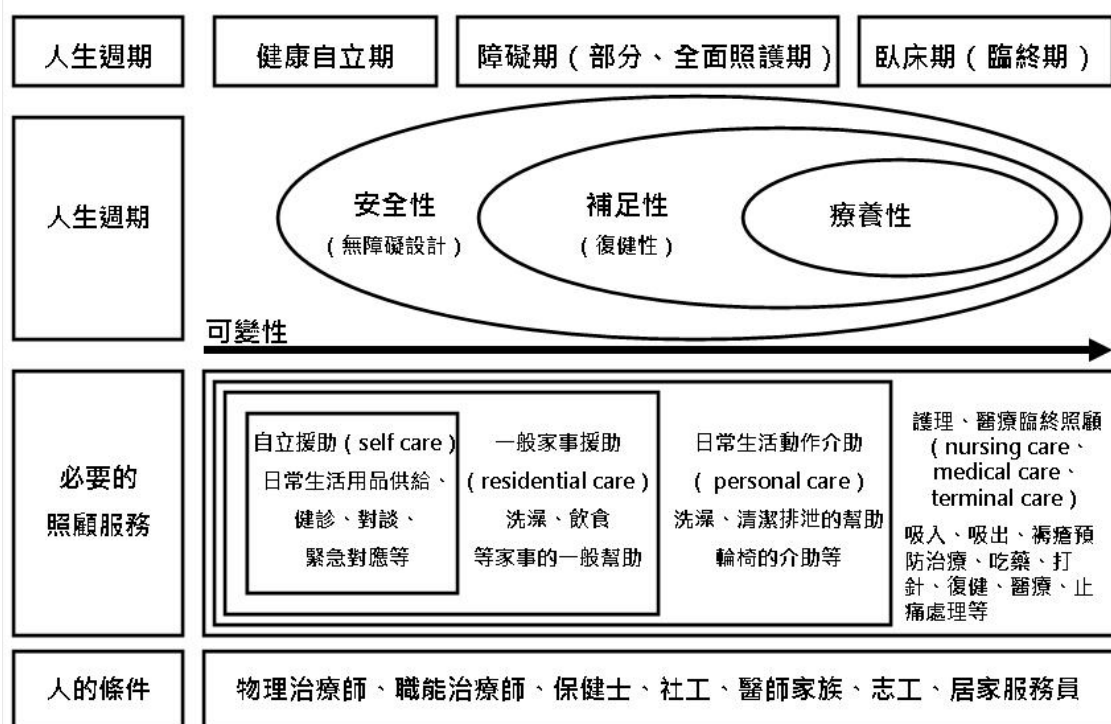 人生週期
健康自立期
障礙期（部分、全面照護期）
臥床期（臨終期）
人生週期
安全性
（無障礙設計）
補足性
（復健性）
療養性
可變性
必要的
照顧服務
自立援助（self care）
日常生活用品供給、
健診、對談、
緊急對應等
一般家事援助
（residential care）
洗澡、飲食
等家事的一般幫助
日常生活動作介助
（ personal care）
洗澡、清潔排泄的幫助
輪椅的介助等
護理、醫療臨終照顧
（nursing care、
medical care、
terminal care）
吸入、吸出、褥瘡預
防治療、吃藥、打
針、復健、醫療、止
痛處理等
人的條件
物理治療師、職能治療師、保健士、社工、醫師家族、志工、居家服務員